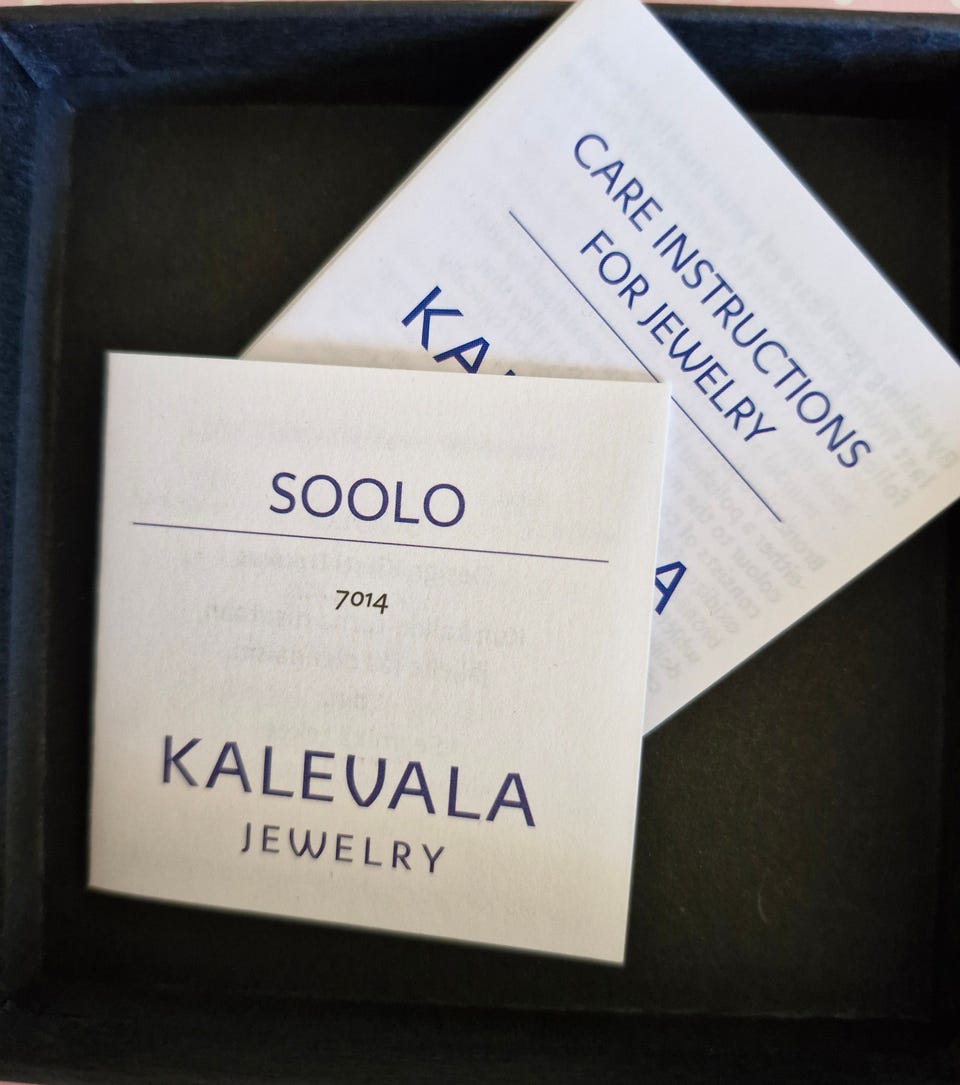 CARE INSTRUCTIONS
FOR JEWELRY
SOOLO
7014
KALEVALA
JEWELRY